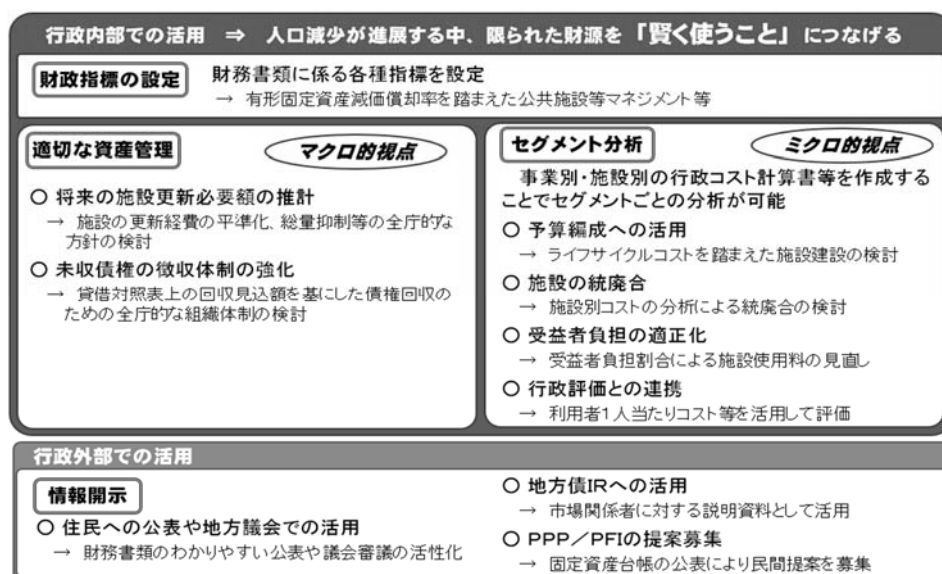 行政内部での活用 ⇒ 人口減少が進展する中、限られた財源を「賢く使うこと」につなげる
財政指標の設定
財務書類に係る各種指標を設定
→ 有形固定資産減価償却率を踏まえた公共施設等マネジメント等
適切な資産管理
マクロ的視点
○ 将来の施設更新必要額の推計
→ 施設の更新経費の平準化、総量抑制等の全庁的な
方針の検討
○ 未収債権の徴収体制の強化
→ 貸借対照表上の回収見込額を基にした債権回収の
ための全庁的な組織体制の検討
セグメント分析
ミクロ的視点
事業別・施設別の行政コスト計算書等を作成する
ことでセグメントごとの分析が可能
○ 予算編成への活用
→ ライフサイクルコストを踏まえた施設建設の検討
○ 施設の統廃合
→ 施設別コストの分析による統廃合の検討
○ 受益者負担の適正化
→ 受益者負担割合による施設使用料の見直し
○ 行政評価との連携
→ 利用者1人当たりコスト等を活用して評価
行政外部での活用
情報開示
○ 住民への公表や地方議会での活用
→ 財務書類のわかりやすい公表や議会審議の活性化
○ 地方債IRへの活用
→ 市場関係者に対する説明資料として活用
○ PPP/PFIの提案募集
→ 固定資産台帳の公表により民間提案を募集